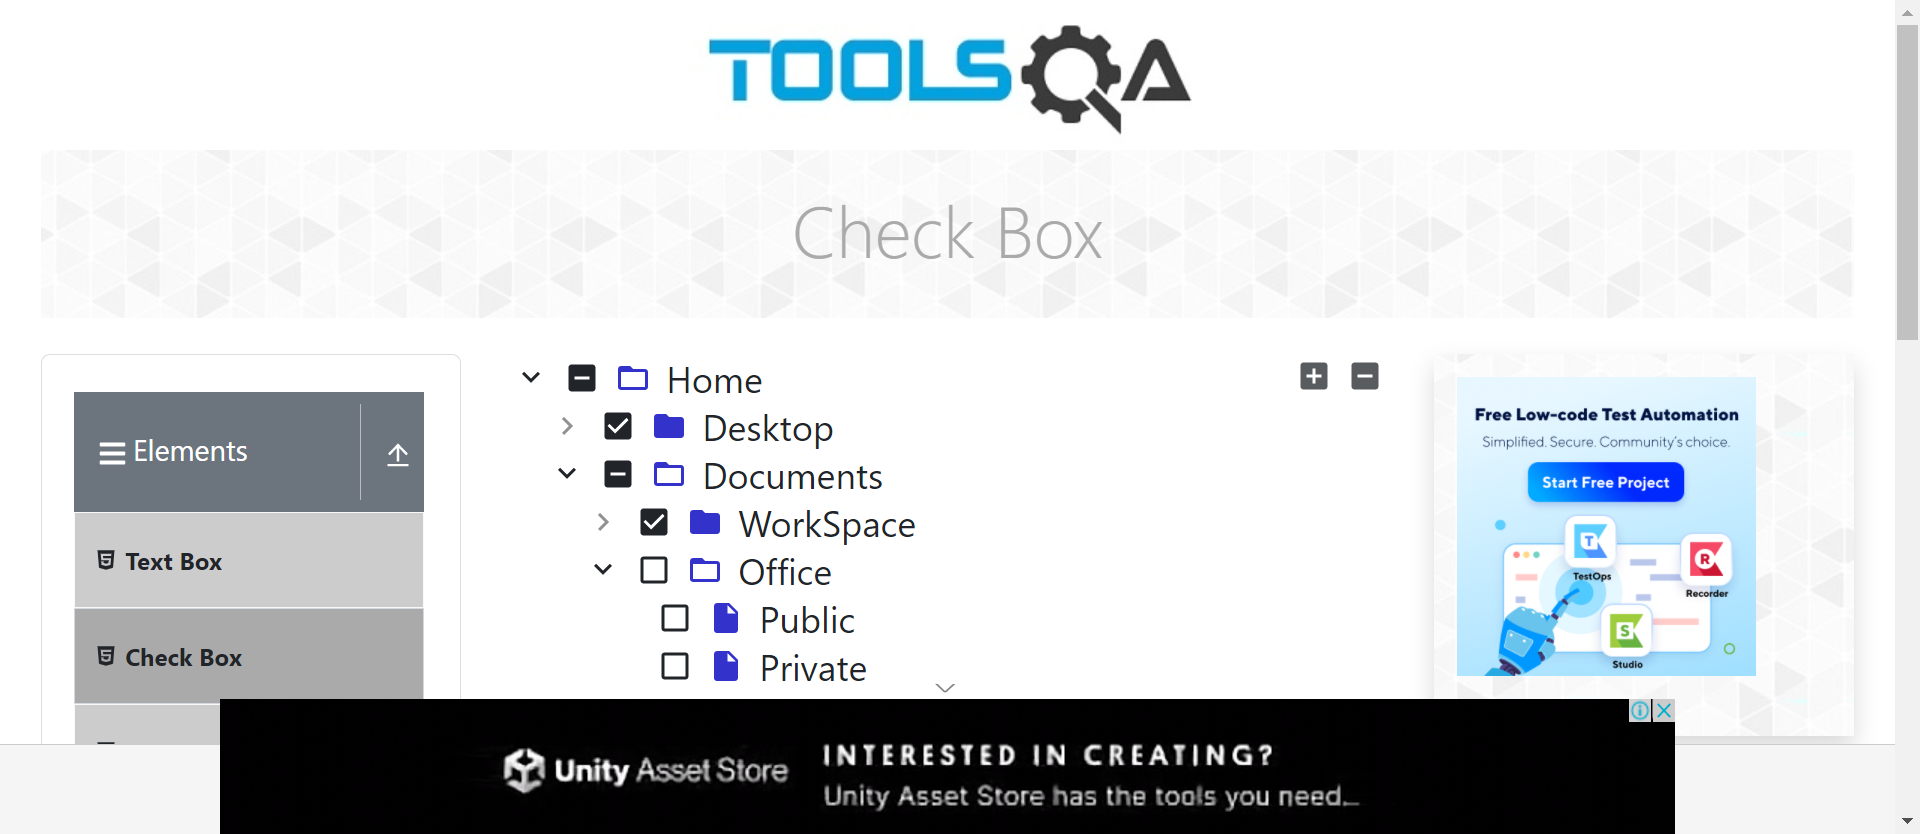 TOOLSQA
Check Box
Elements
Text Box
Check Box
Home
Desktop
Documents
WorkSpace
Office
Public
Private
Free Low-code Test Automation
Simplified. Secure. Community's choice.
Start Free Project
TestOps
Recorder
Studio
Unity Asset Store
INTERESTED IN CREATING?
Unity Asset Store has the tools you need...